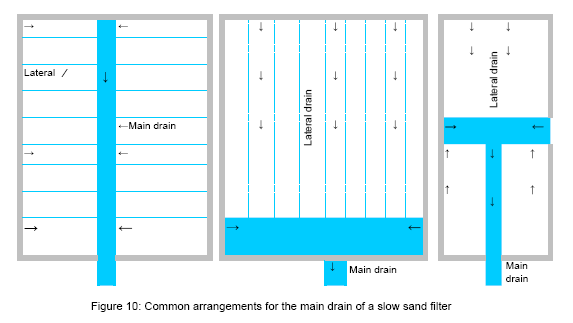 Lateral /
Main drain
Lateral drain
Main drain
Lateral drain
Main
drain
Figure 10: Common arrangements for the main drain of a slow sand filter